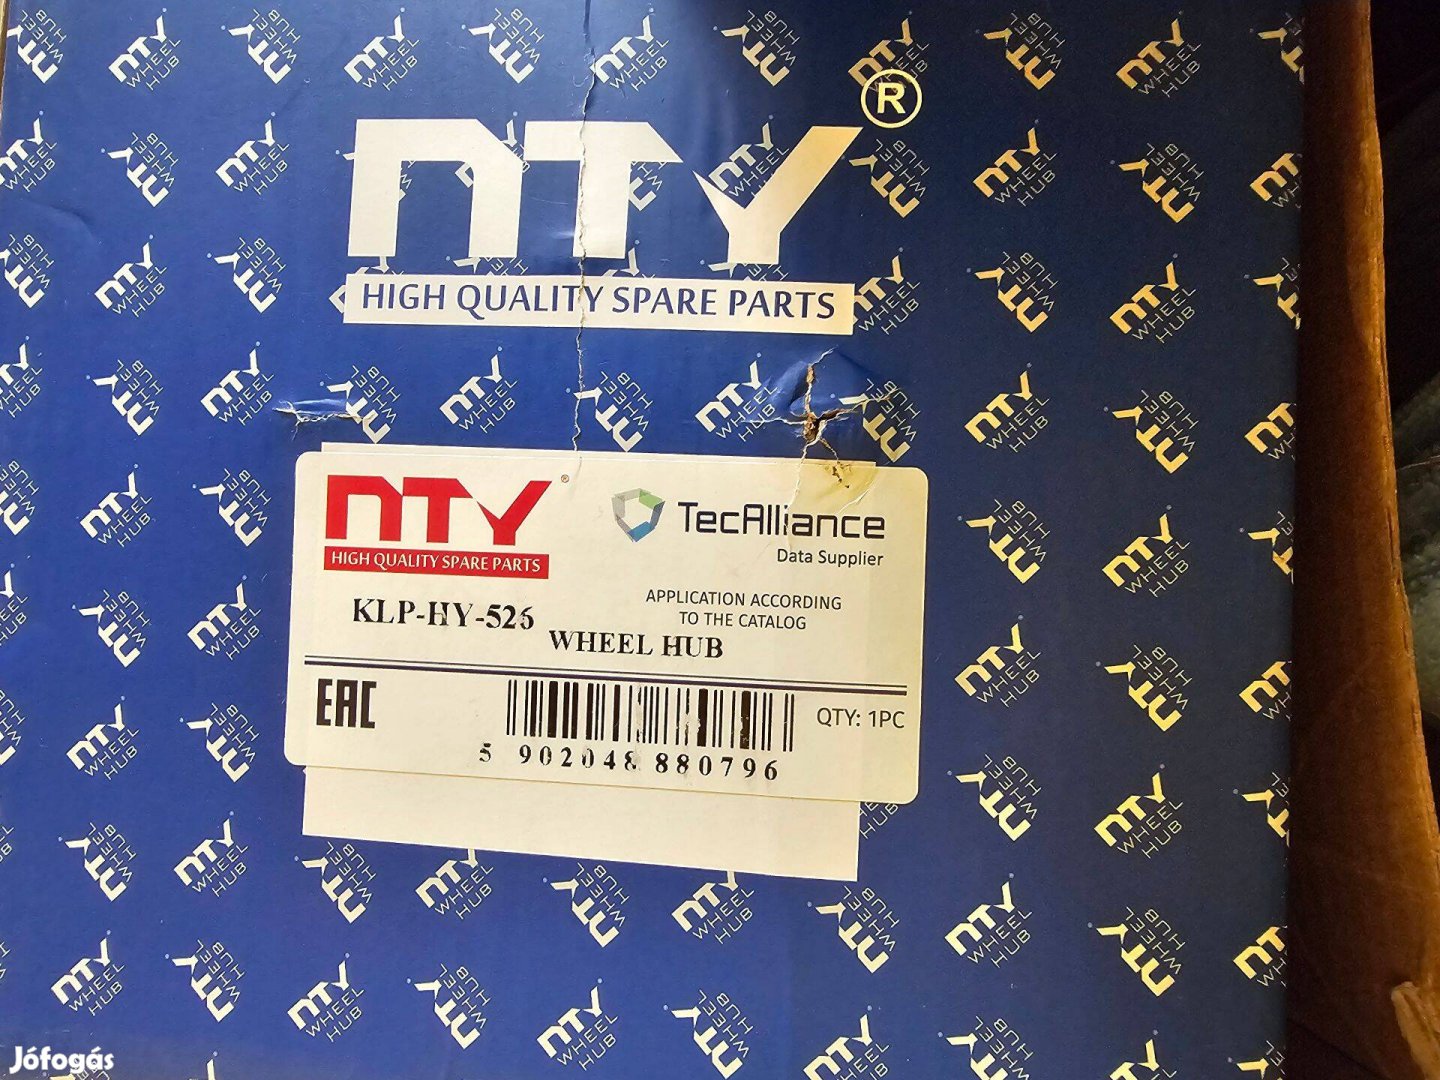 NTY®
HIGH QUALITY SPARE PARTS
NTY®
HIGH QUALITY SPARE PARTS
TecAlliance
Data Supplier
KLP-HY-526
APPLICATION ACCORDING
TO THE CATALOG
WHEEL HUB
EAC
QTY: 1PC
5 902048 880796
NTY
WHEEL
HUB
Jófogás